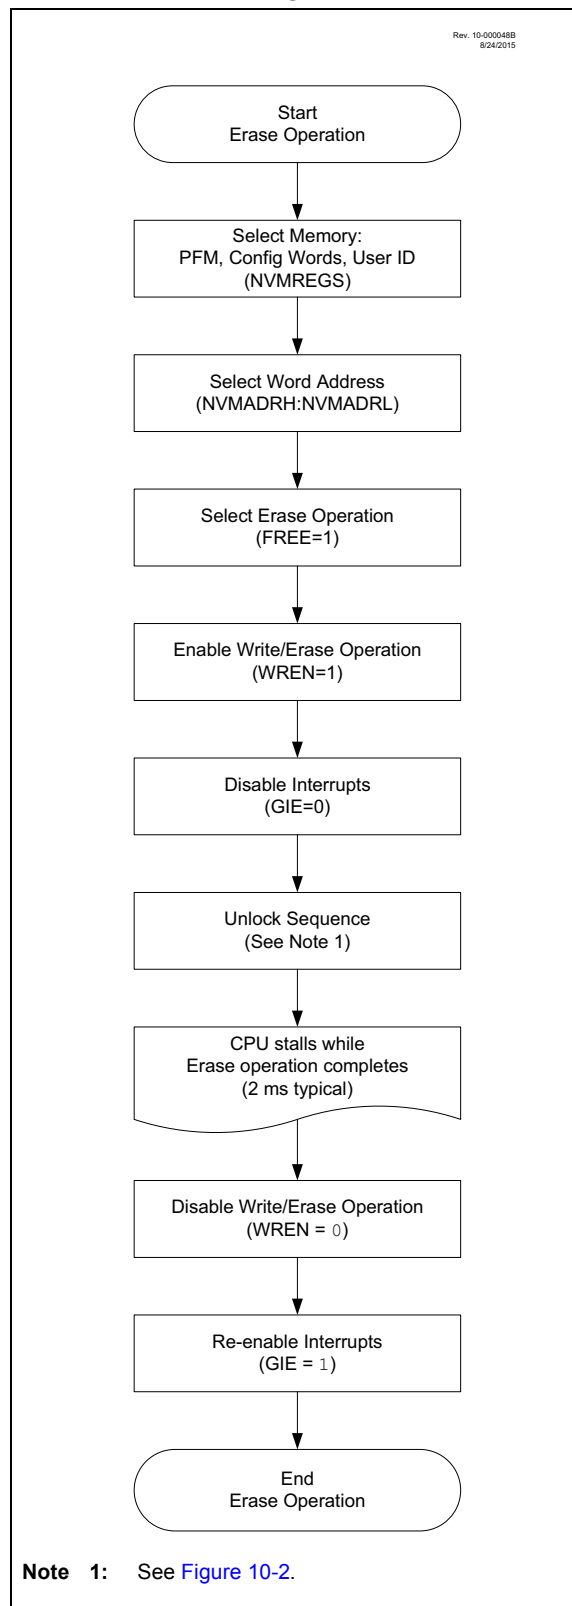 Rev. 10-000048B
8/24/2015
Start
Erase Operation
Select Memory:
PFM, Config Words, User ID
(NVMREGS)
Select Word Address
(NVMADRH:NVMADRL)
Select Erase Operation
(FREE=1)
Enable Write/Erase Operation
(WREN=1)
Disable Interrupts
(GIE=0)
Unlock Sequence
(See Note 1)
CPU stalls while
Erase operation completes
(2 ms typical)
Disable Write/Erase Operation
(WREN = 0)
Re-enable Interrupts
(GIE = 1)
End
Erase Operation
Note 1: See Figure 10-2.